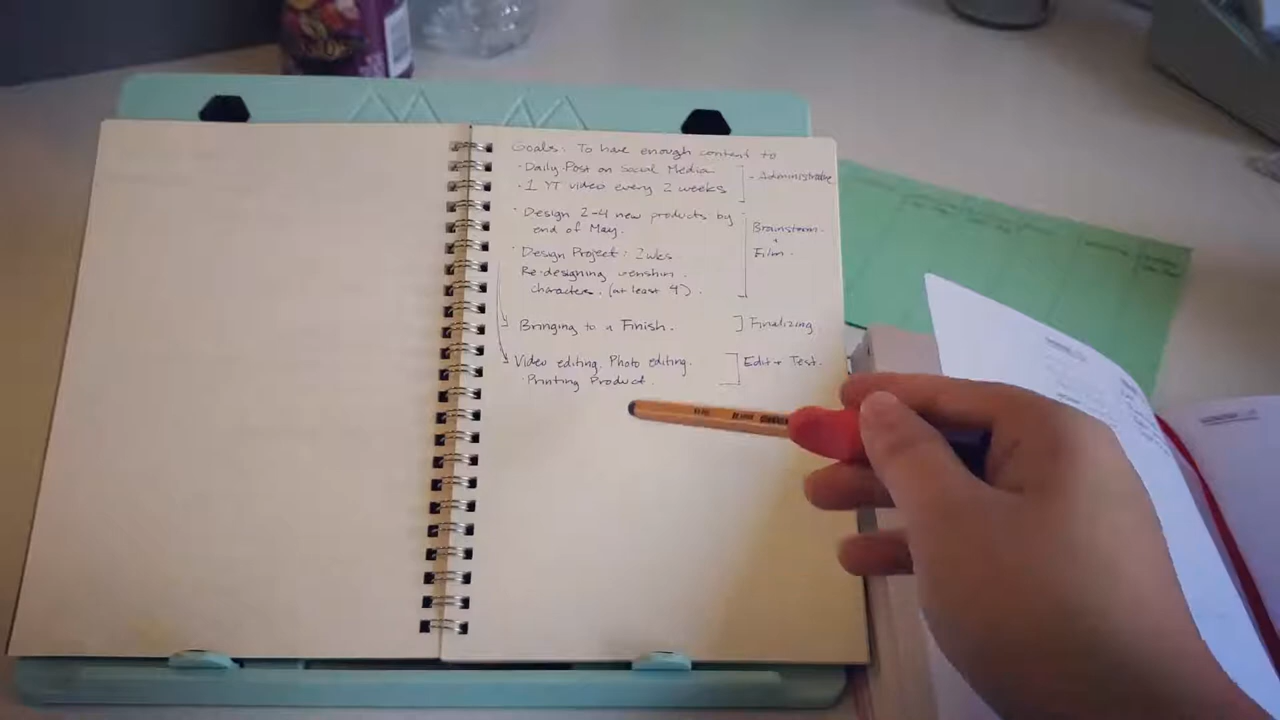 Goals: To have enough content to
· Daily Post on Social Media
· 1 YT video every 2 weeks
- Administrative
· Design 2-4 new products by
end of May.
· Design Project: 2wks
Re-designing Genshin
characters. (at least 4).
Brainstorm
+
Film.
Bringing to a Finish.
Finalizing
Video editing. Photo editing.
· Printing Product.
Edit + Test.